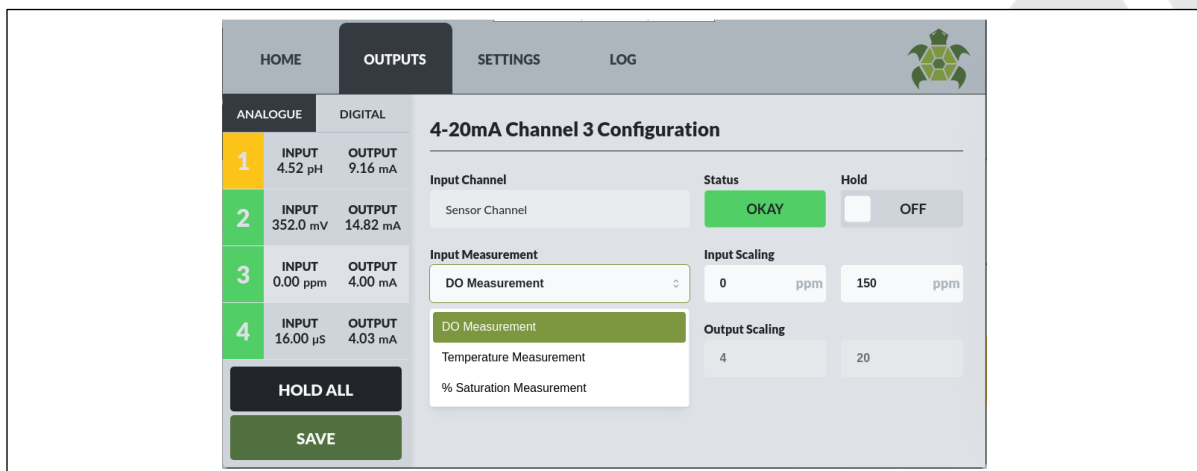 HOME OUTPUTS SETTINGS LOG
ANALOGUE DIGITAL
1 INPUT OUTPUT
4.52 pH 9.16 mA
2 INPUT OUTPUT
352.0 mV 14.82 mA
3 INPUT OUTPUT
0.00 ppm 4.00 mA
4 INPUT OUTPUT
16.00 µS 4.03 mA
HOLD ALL
SAVE
4-20mA Channel 3 Configuration
Input Channel Status Hold
Sensor Channel OKAY OFF
Input Measurement Input Scaling
DO Measurement 0 ppm 150 ppm
DO Measurement
Temperature Measurement
% Saturation Measurement
Output Scaling
4 20